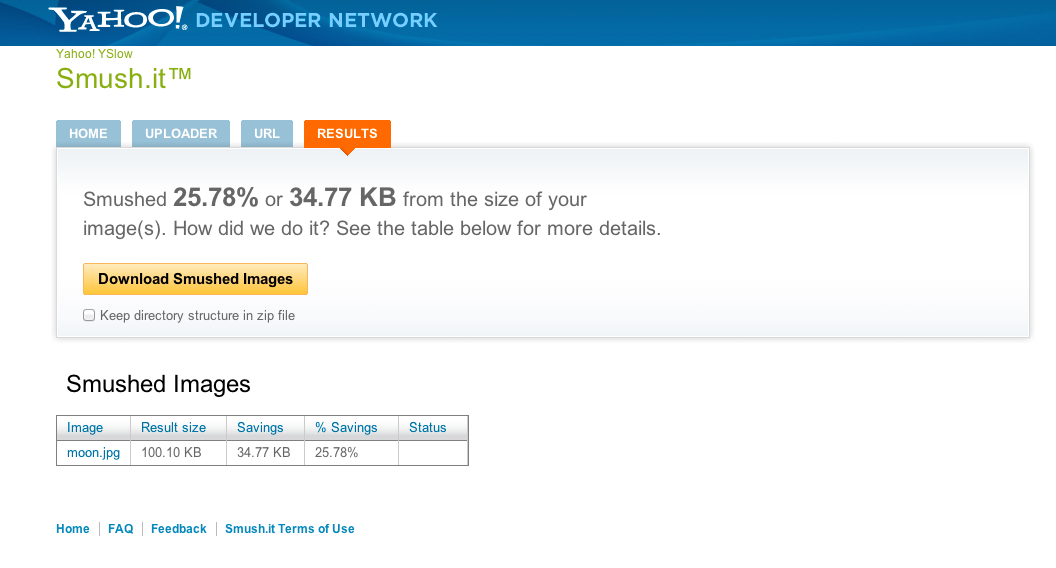 YAHOO!® DEVELOPER NETWORK
Yahoo! YSlow
Smush.it™
HOME UPLOADER URL RESULTS
Smushed 25.78% or 34.77 KB from the size of your
image(s). How did we do it? See the table below for more details.
Download Smushed Images
Keep directory structure in zip file
Smushed Images
Image Result size Savings % Savings Status
moon.jpg 100.10 KB 34.77 KB 25.78%
Home FAQ Feedback Smush.it Terms of Use